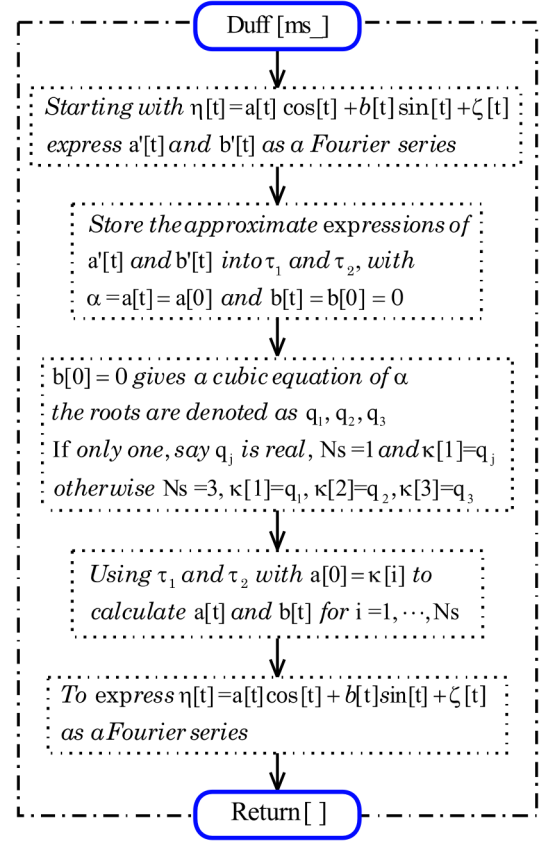 Duff [ms_]
Starting with η[t]=a[t] cos[t]+b[t]sin[t]+ζ[t]
express a'[t] and b'[t] as a Fourier series
Store the approximate expressions of
a'[t] and b'[t] into τ₁ and τ₂, with
α=a[t]=a[0] and b[t]=b[0]=0
b[0]=0 gives a cubic equation of α
the roots are denoted as q₁, q₂, q₃
If only one, say qⱼ is real, Ns=1 and κ[1]=qⱼ
otherwise Ns=3, κ[1]=q₁, κ[2]=q₂, κ[3]=q₃
Using τ₁ and τ₂ with a[0]=κ[i] to
calculate a[t] and b[t] for i=1, ⋯, Ns
To express η[t]=a[t]cos[t]+b[t]sin[t]+ζ[t]
as a Fourier series
Return[ ]